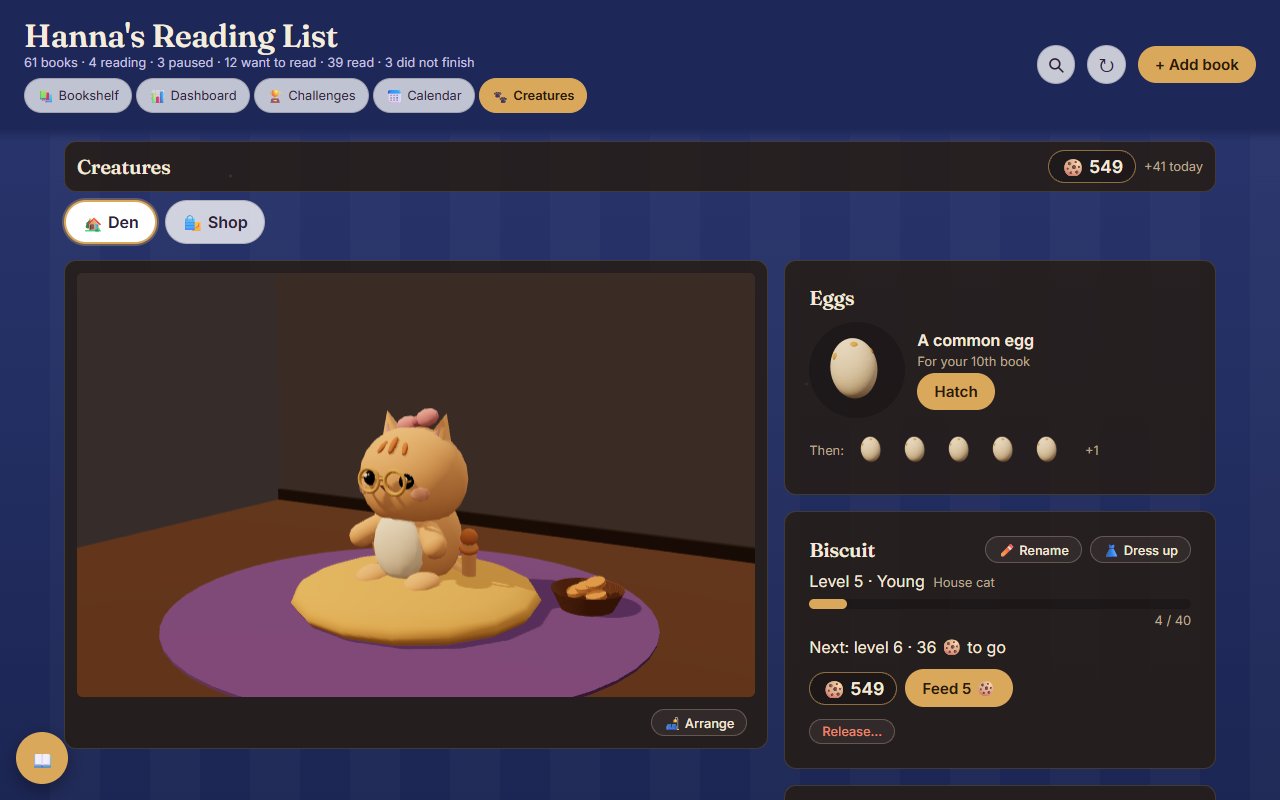 Hanna's Reading List
61 books · 4 reading · 3 paused · 12 want to read · 39 read · 3 did not finish
Bookshelf
Dashboard
Challenges
Calendar
Creatures
+ Add book
Creatures
549
+41 today
Den
Shop
Eggs
A common egg
For your 10th book
Hatch
Then:
+1
Biscuit
Rename
Dress up
Level 5 · Young House cat
4 / 40
Next: level 6 · 36 to go
549
Feed 5
Release...
Arrange